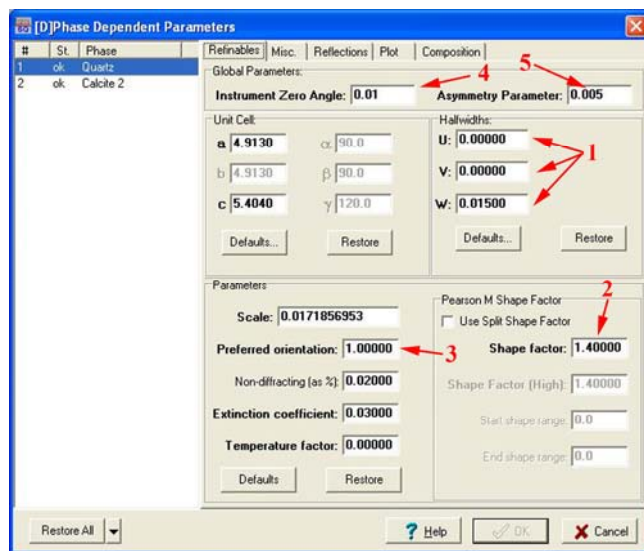 [D]Phase Dependent Parameters
# St. Phase
1 ok Quartz
2 ok Calcite 2
Refinables Misc. Reflections Plot Composition
Global Parameters:
Instrument Zero Angle: 0.01 4 Asymmetry Parameter: 0.005 5
Unit Cell:
a 4.9130 α 90.0
b 4.9130 β 90.0
c 5.4040 γ 120.0
Defaults... Restore
Halfwidths:
U: 0.00000
V: 0.00000 1
W: 0.01500
Defaults... Restore
Parameters
Scale: 0.0171856953
Preferred orientation: 1.00000 3
Non-diffracting (as %): 0.02000
Extinction coefficient: 0.03000
Temperature factor: 0.00000
Defaults Restore
Pearson M Shape Factor
2
Use Split Shape Factor
Shape factor: 1.40000
Shape Factor (High): 1.40000
Start shape range: 0.0
End shape range: 0.0
Restore All ? Help OK Cancel